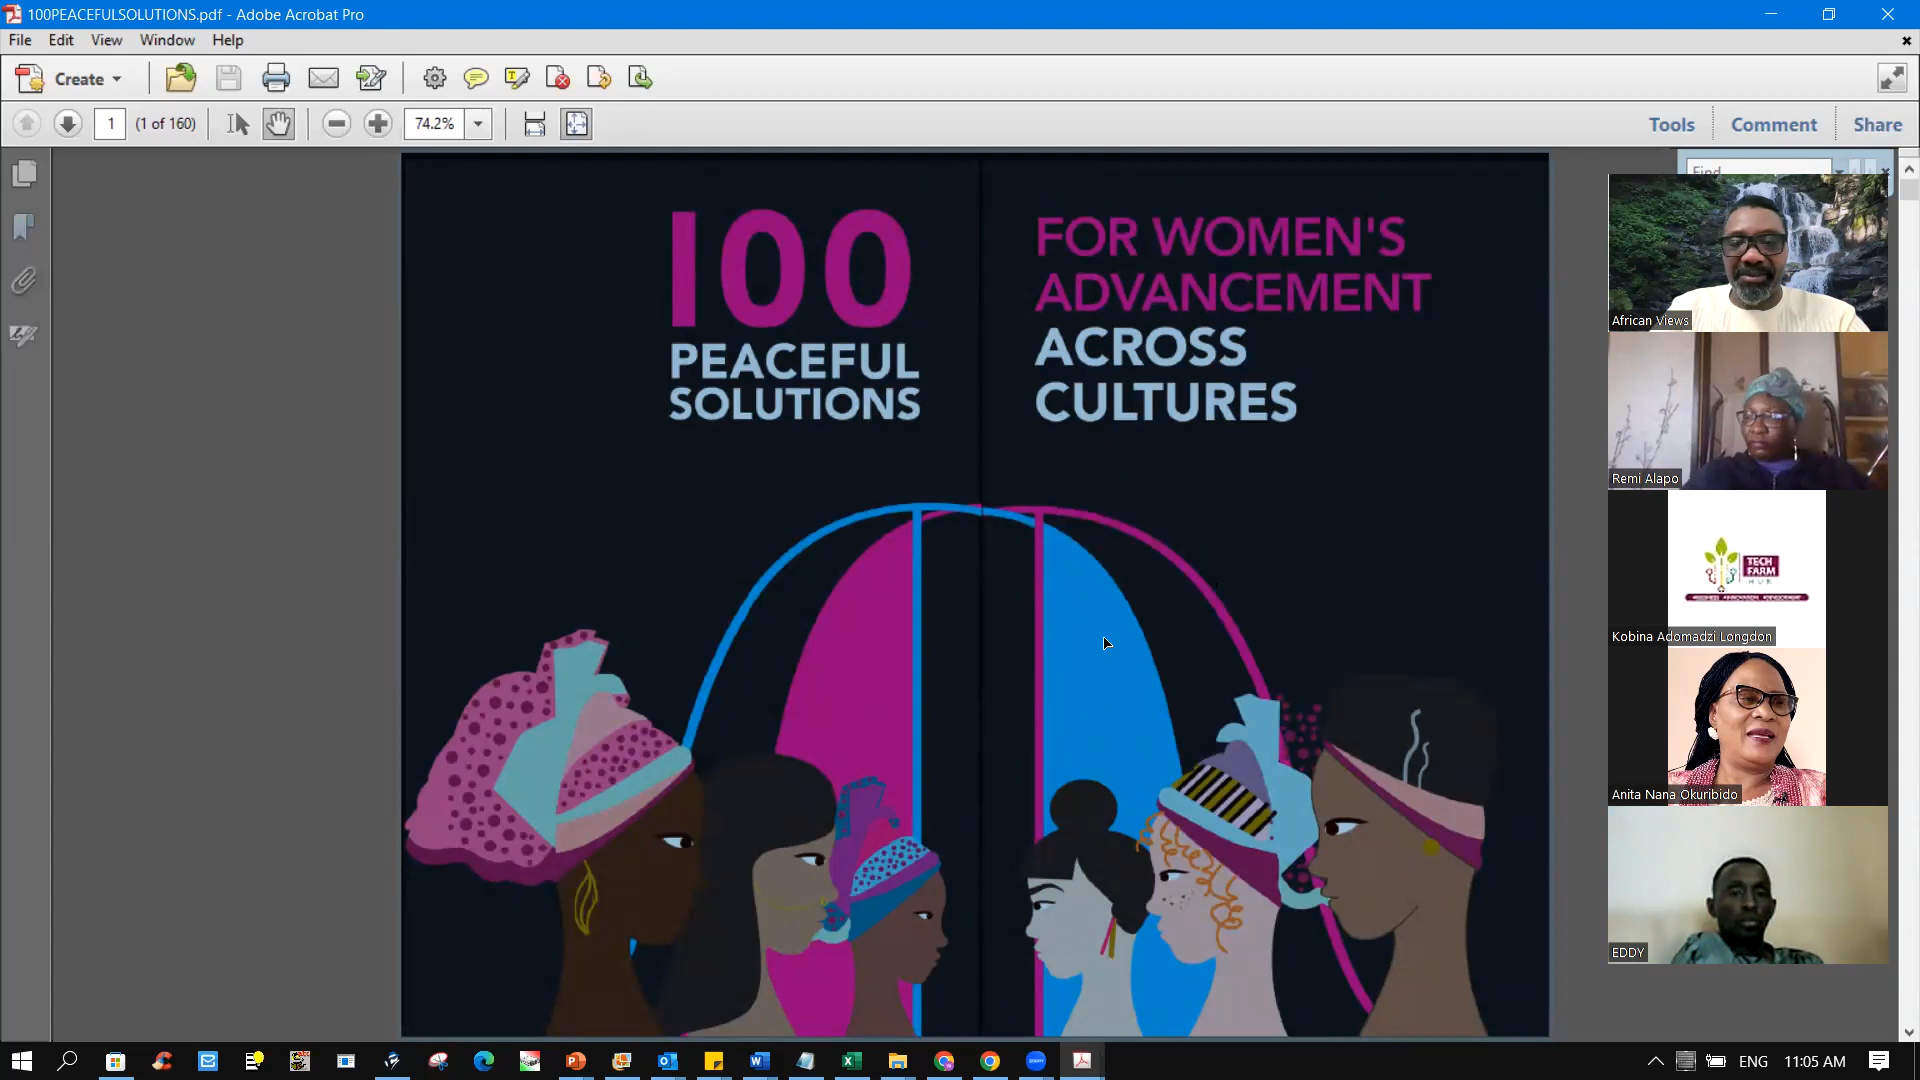 100PEACEFULSOLUTIONS.pdf - Adobe Acrobat Pro
File Edit View Window Help
Create
1 (1 of 160) 74.2% Tools Comment Share
Find
100
PEACEFUL
SOLUTIONS
FOR WOMEN'S
ADVANCEMENT
ACROSS
CULTURES
African Views
Remi Alapo
TECH
FARM
HUB
Kobina Adomadzi Longdon
Anita Nana Okuribido
EDDY
ENG 11:05 AM